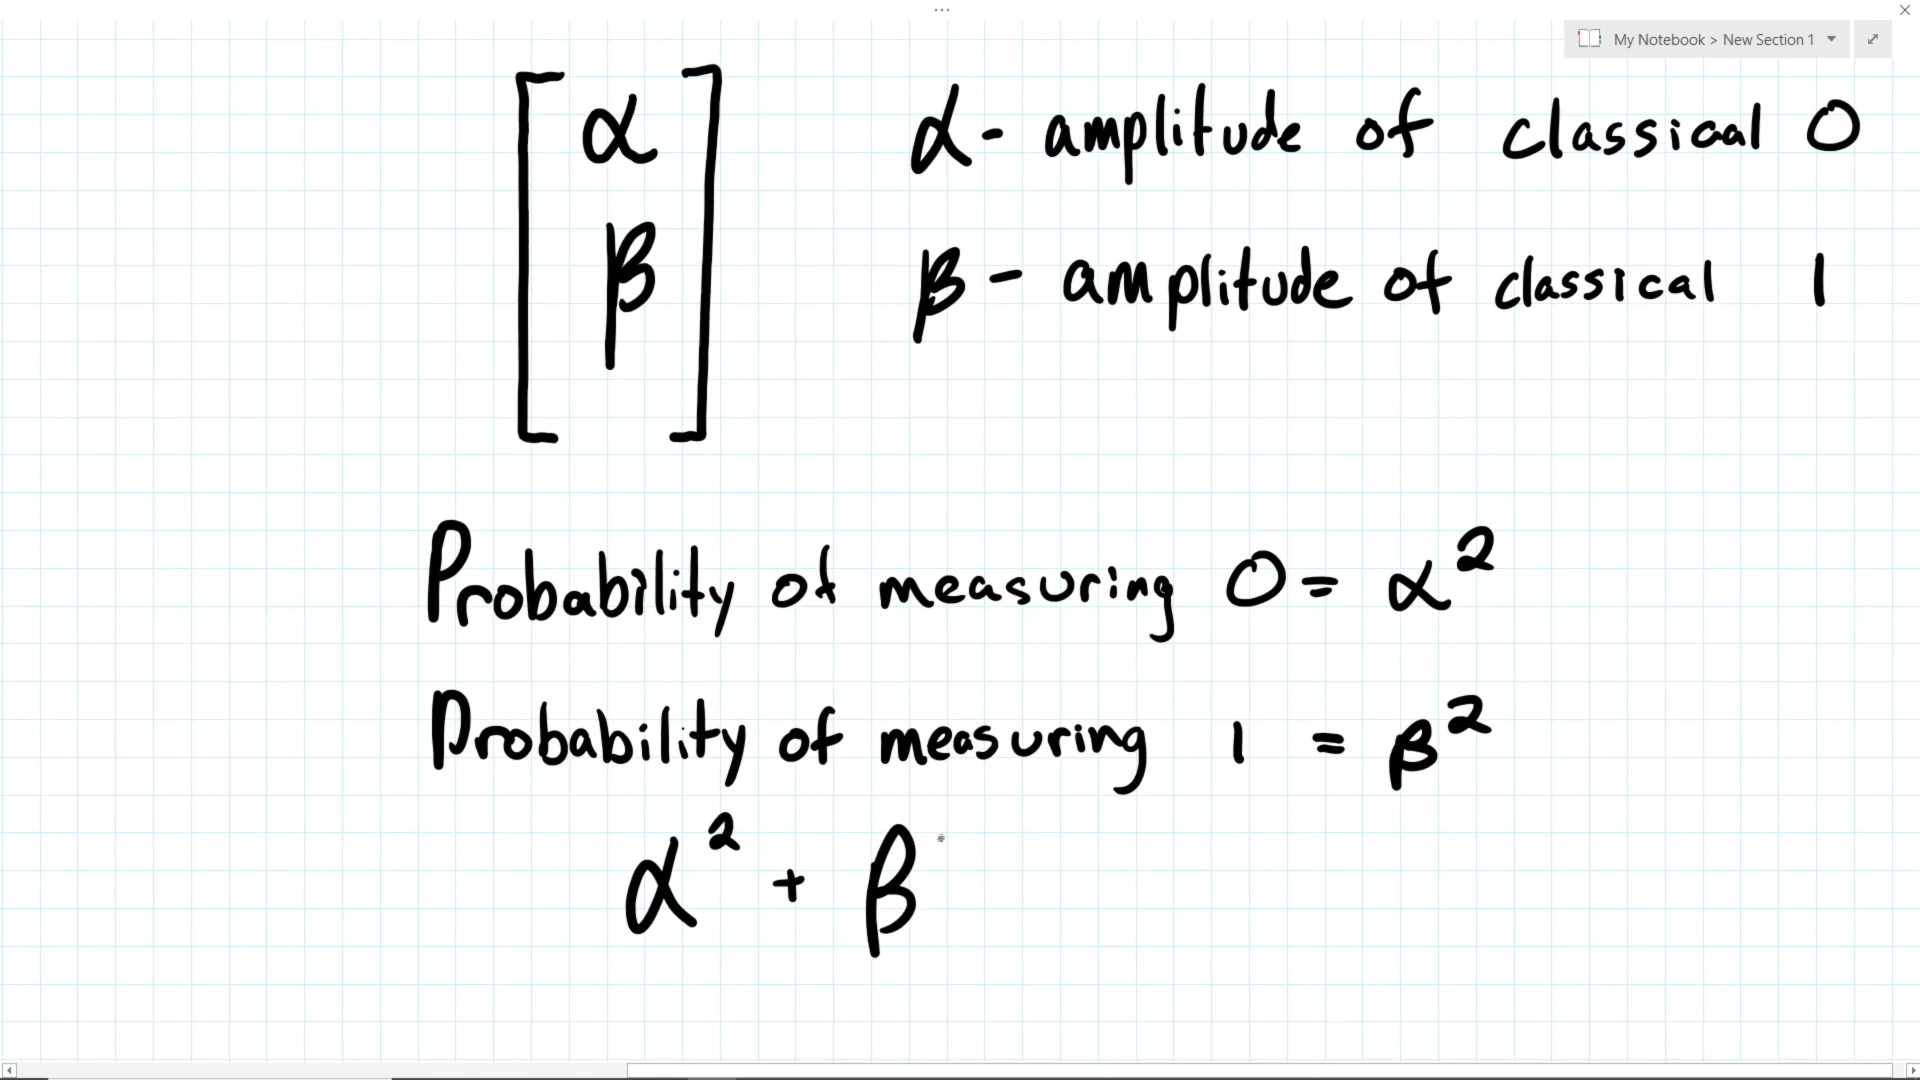 ...
My Notebook > New Section 1
α
β
α - amplitude of classical 0
β - amplitude of classical 1
Probability of measuring 0 = α²
Probability of measuring 1 = β²
α² + β